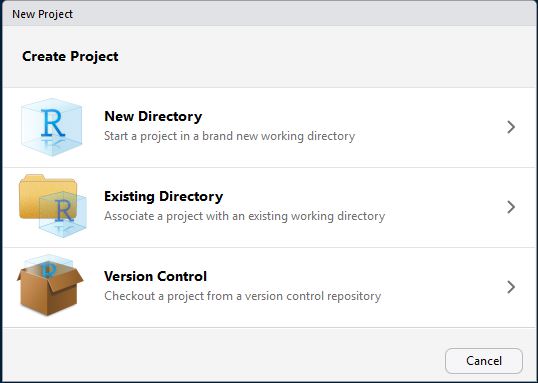 New Project
Create Project
R
New Directory
Start a project in a brand new working directory
R
Existing Directory
Associate a project with an existing working directory
R
Version Control
Checkout a project from a version control repository
Cancel